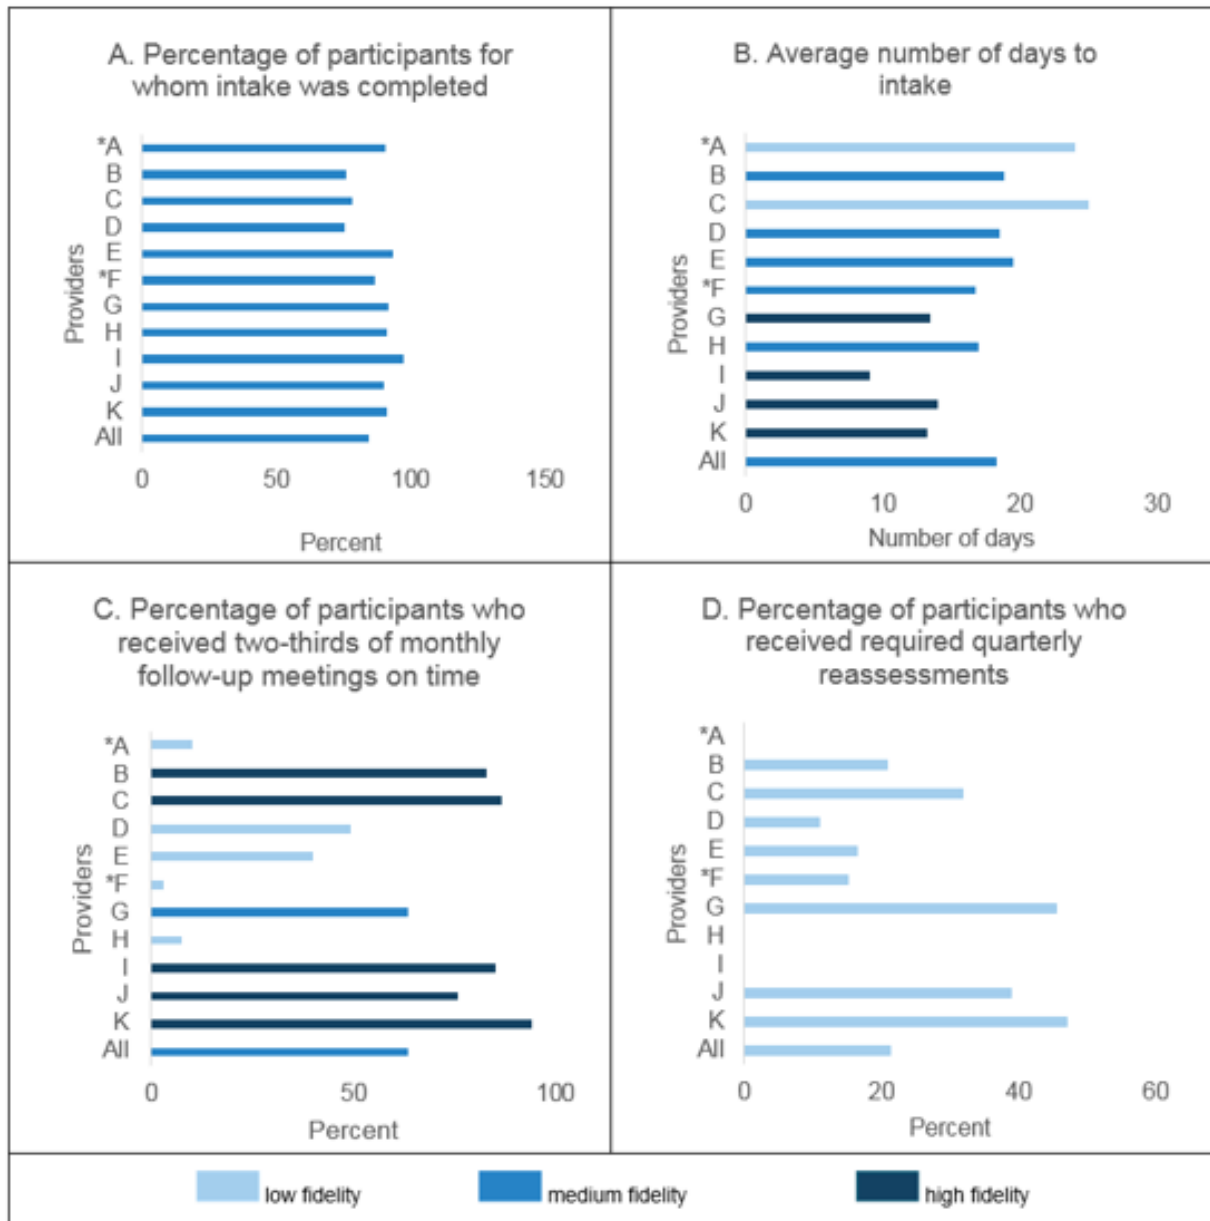 A. Percentage of participants for
whom intake was completed
Providers
*A
B
C
D
E
*F
G
H
I
J
K
All
0 50 100 150
Percent
B. Average number of days to
intake
Providers
*A
B
C
D
E
*F
G
H
I
J
K
All
0 10 20 30
Number of days
C. Percentage of participants who
received two-thirds of monthly
follow-up meetings on time
Providers
*A
B
C
D
E
*F
G
H
I
J
K
All
0 50 100
Percent
D. Percentage of participants who
received required quarterly
reassessments
Providers
*A
B
C
D
E
*F
G
H
I
J
K
All
0 20 40 60
Percent
low fidelity medium fidelity high fidelity